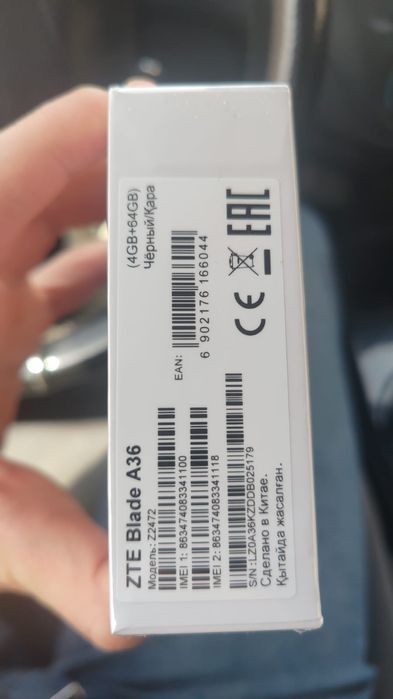 ZTE Blade A36
(4GB+64GB)
Модель: Z2472
Чёрный/Қара
IMEI 1: 863474083341100
EAN:
6 902176 166044
IMEI 2: 863474083341118
S/N:LZ0A36KZDDB025179
Сделано в Китае.
Қытайда жасалған.
CE
EAC